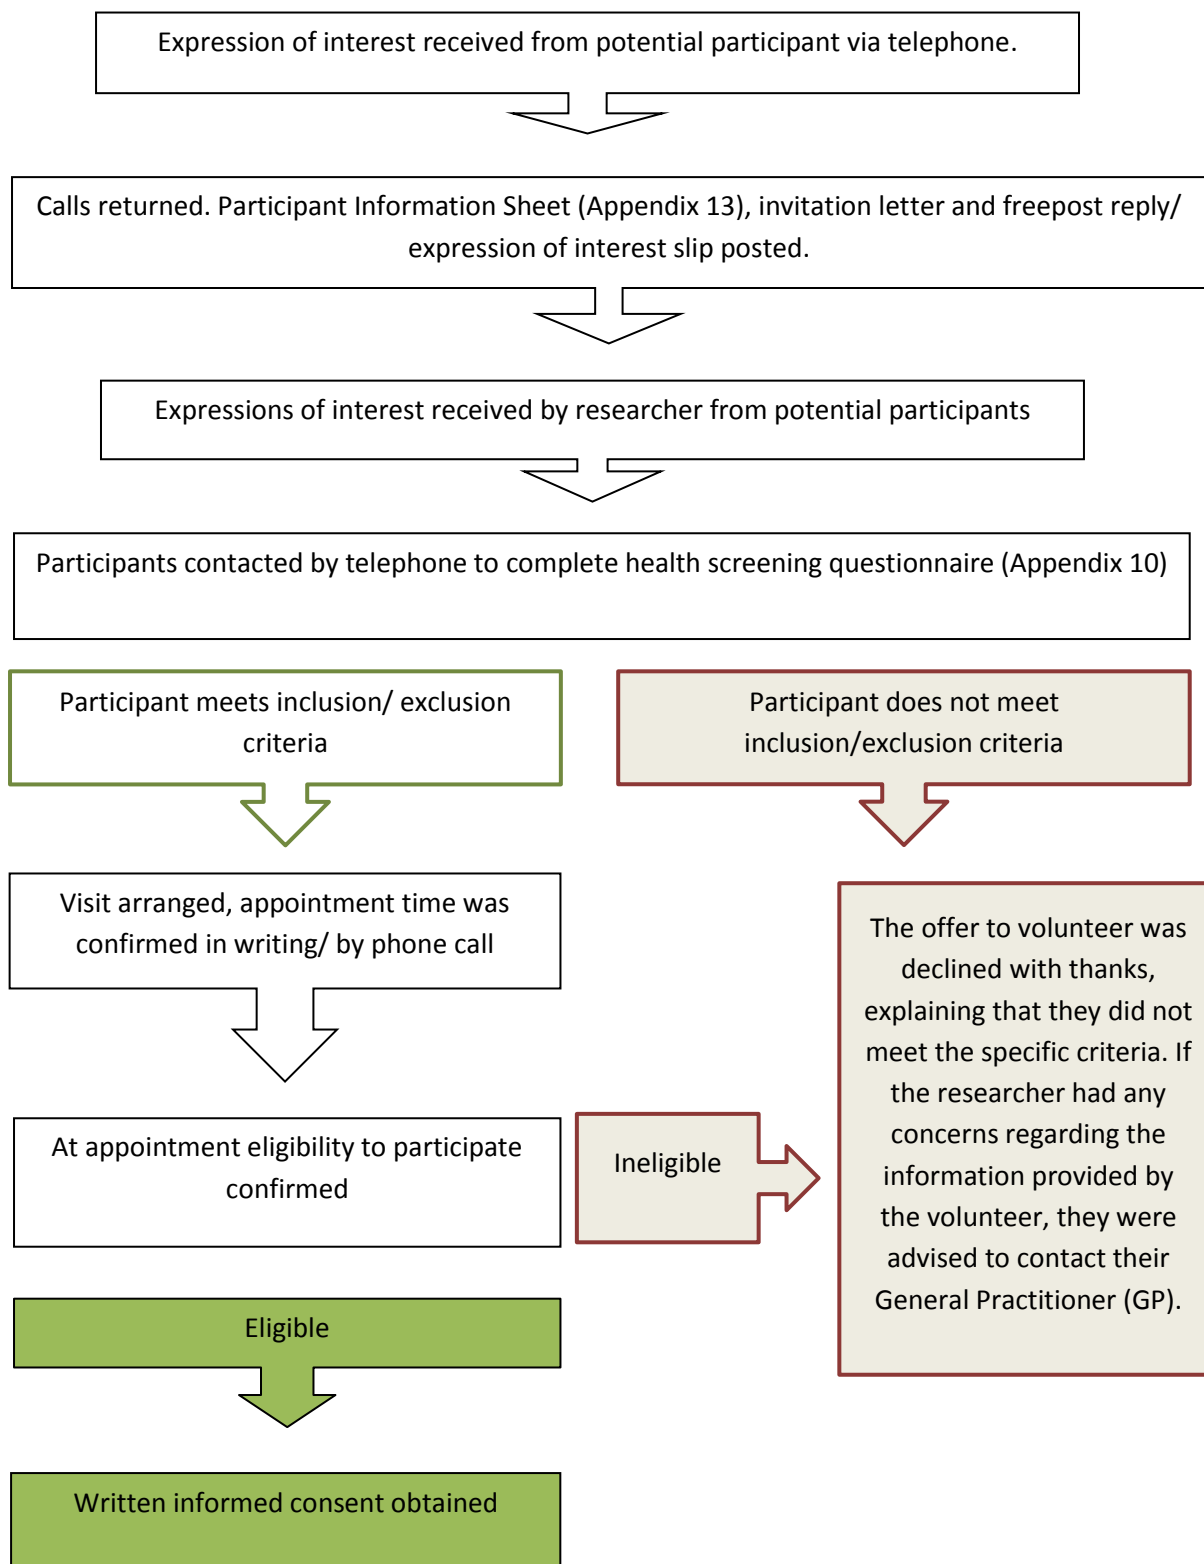 Expression of interest received from potential participant via telephone.
Calls returned. Participant Information Sheet (Appendix 13), invitation letter and freepost reply/
expression of interest slip posted.
Expressions of interest received by researcher from potential participants
Participants contacted by telephone to complete health screening questionnaire (Appendix 10)
Participant meets inclusion/ exclusion
criteria
Participant does not meet
inclusion/exclusion criteria
Visit arranged, appointment time was
confirmed in writing/ by phone call
The offer to volunteer was
declined with thanks,
explaining that they did not
meet the specific criteria. If
the researcher had any
concerns regarding the
information provided by
the volunteer, they were
advised to contact their
General Practitioner (GP).
At appointment eligibility to participate
confirmed
Ineligible
Eligible
Written informed consent obtained